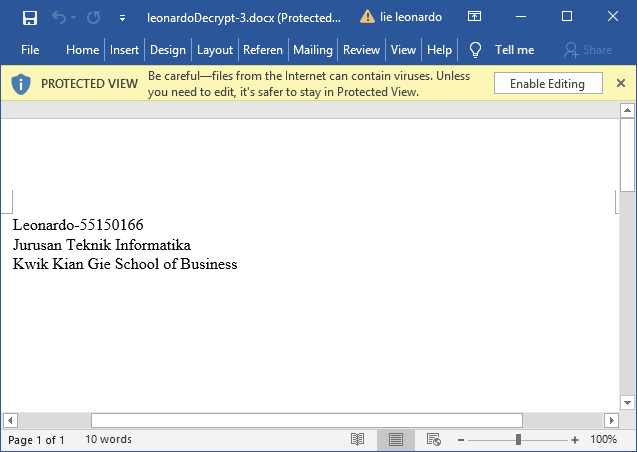 leonardoDecrypt-3.docx (Protected...
lie leonardo
File Home Insert Design Layout Referen Mailing Review View Help Tell me Share
PROTECTED VIEW
Be careful—files from the Internet can contain viruses. Unless
you need to edit, it's safer to stay in Protected View.
Enable Editing
Leonardo-55150166
Jurusan Teknik Informatika
Kwik Kian Gie School of Business
Page 1 of 1 10 words 100%